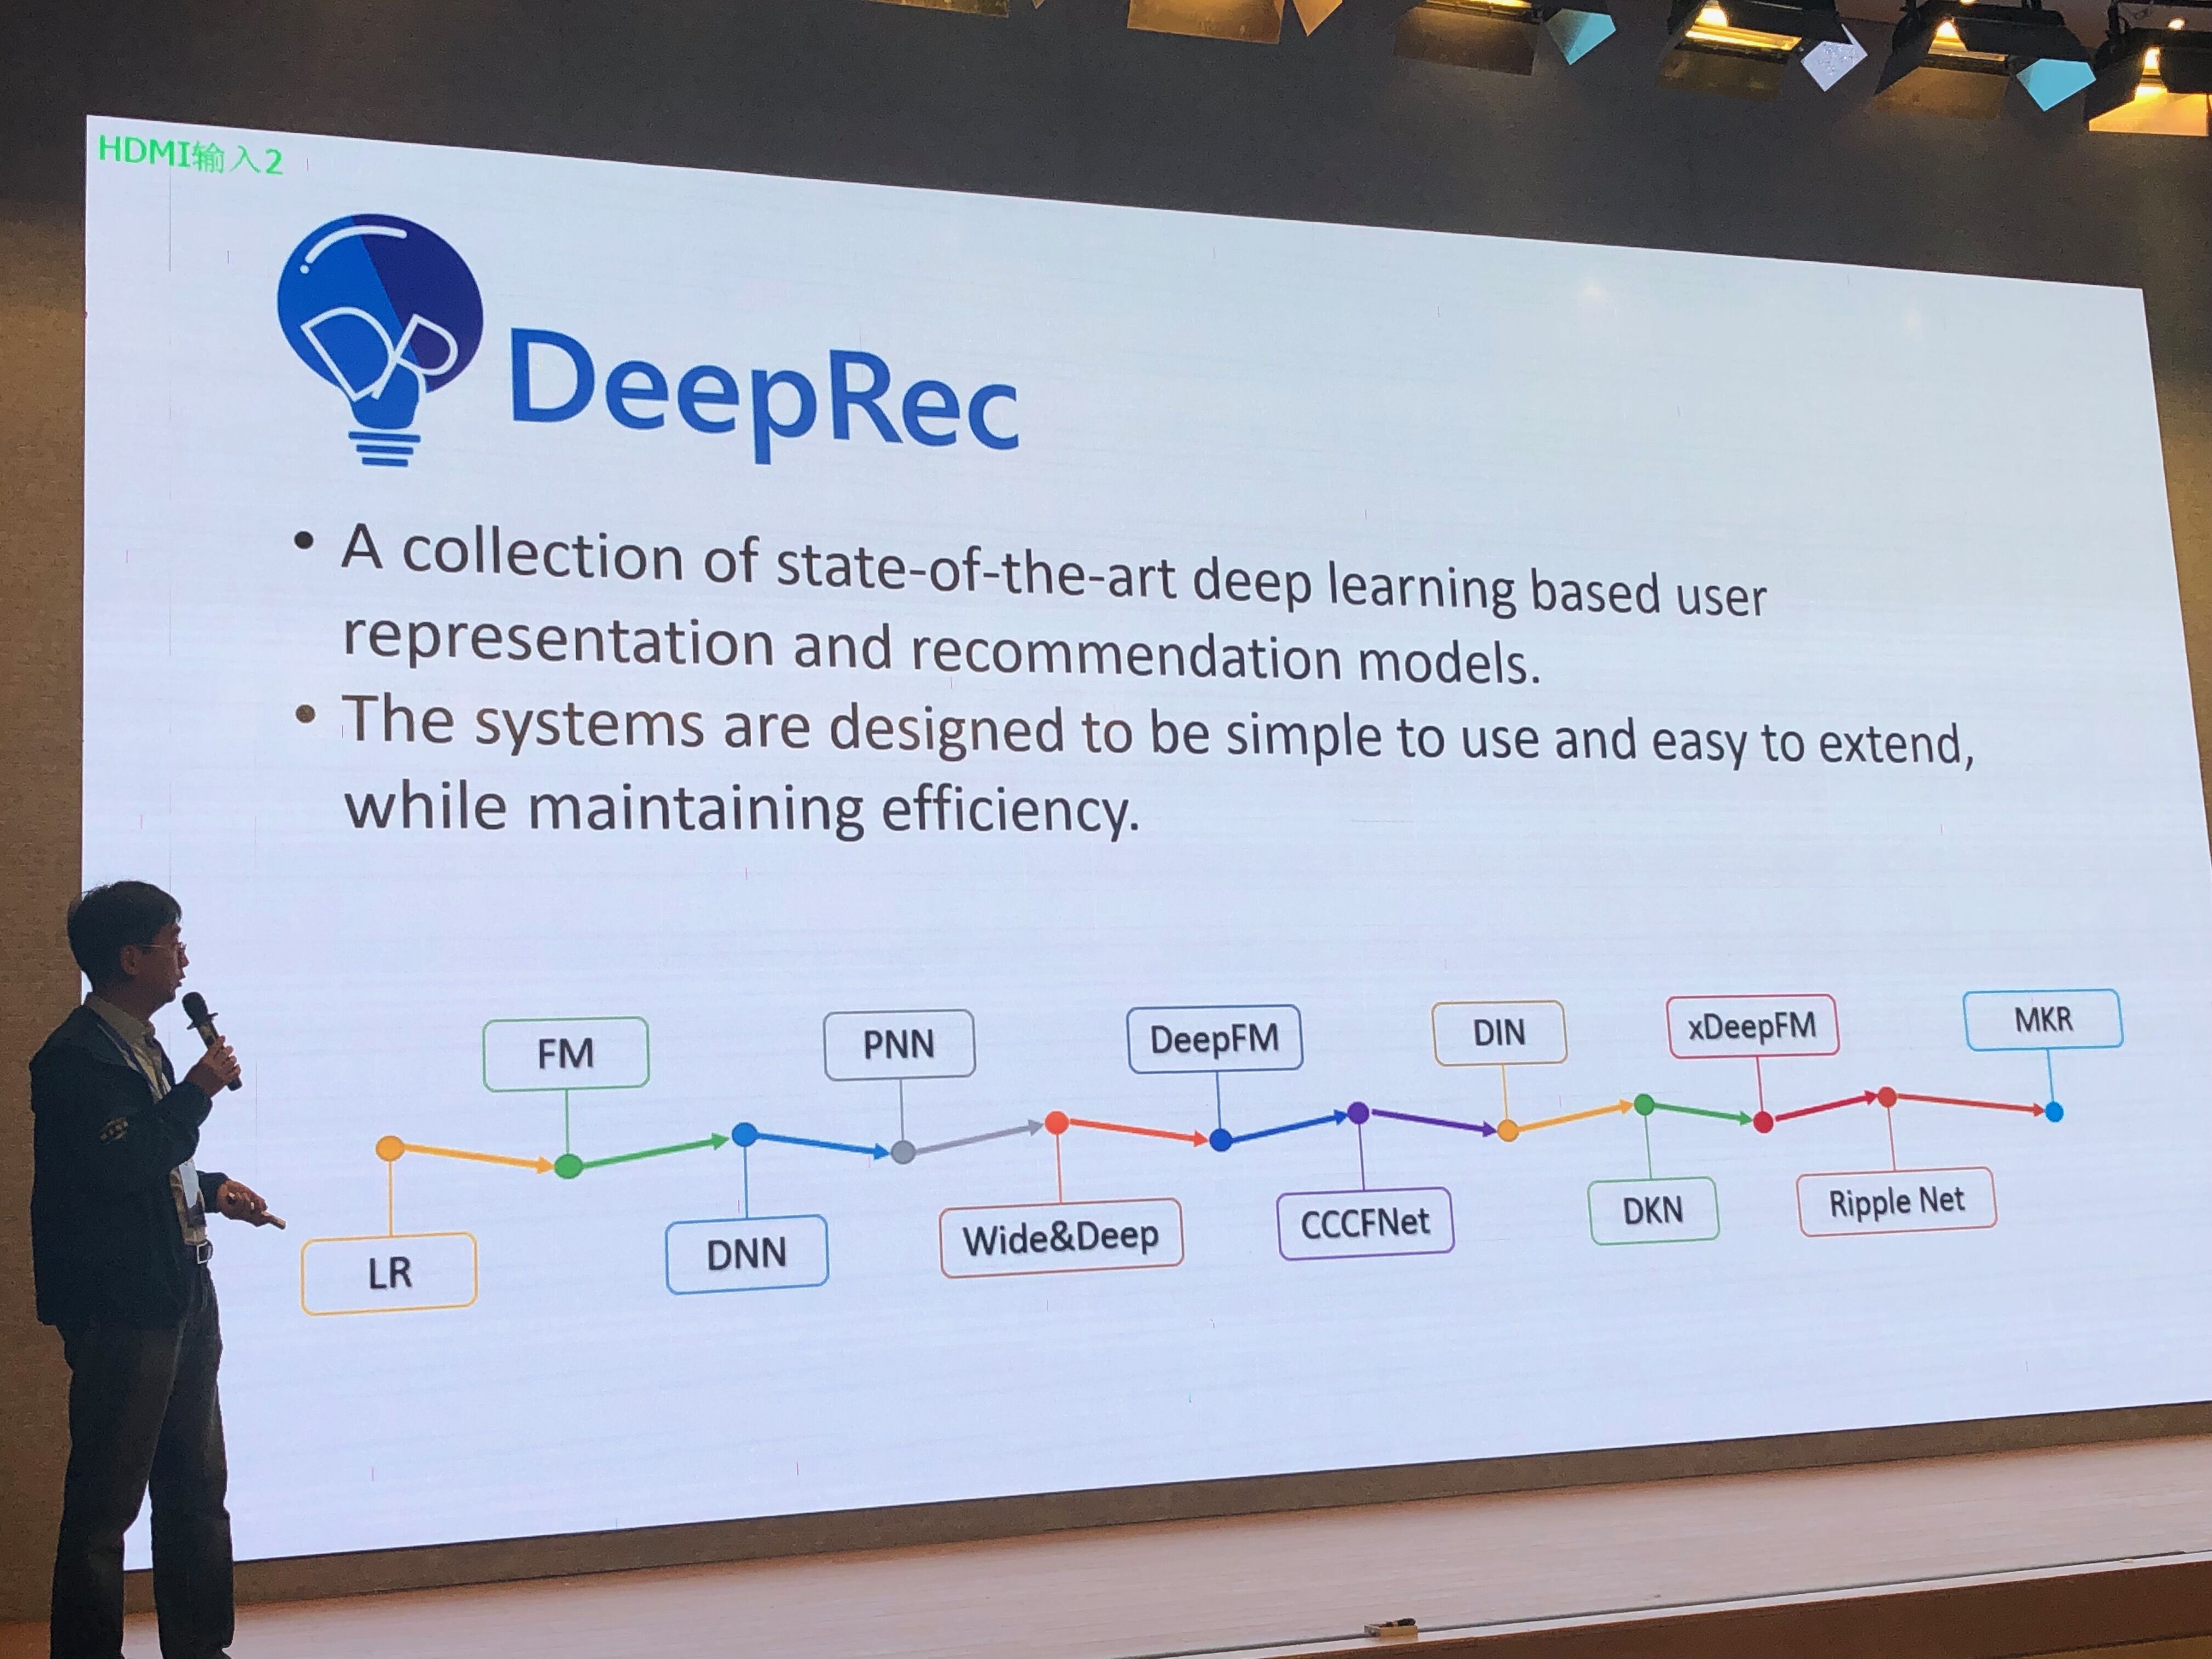 HDMI输入2
DR
DeepRec
• A collection of state-of-the-art deep learning based user
representation and recommendation models.
• The systems are designed to be simple to use and easy to extend,
while maintaining efficiency.
FM
PNN
DeepFM
DIN
xDeepFM
MKR
LR
DNN
Wide&Deep
CCCFNet
DKN
Ripple Net